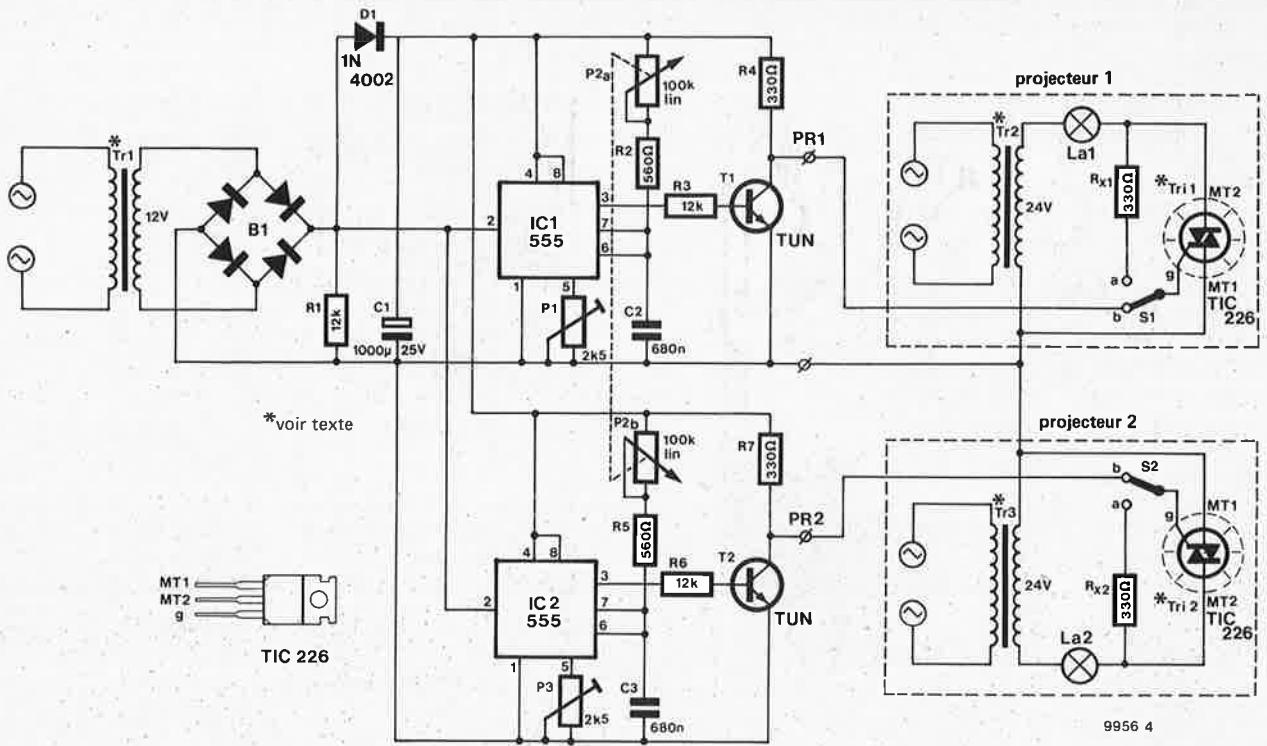 D1
1N
4002
*
Tr1
12V
B1
R1
12k
C1
1000µ
25V
*voir texte
4
8
2
IC1
555
3
7
6
1
5
P1
2k5
P2a
100k
lin
R2
560Ω
R3
12k
C2
680n
R4
330Ω
T1
TUN
PR1
projecteur 1
*
Tr2
24V
La1
Rx1
330Ω
a
b
S1
g
*Tri 1
MT2
MT1
TIC
226
4
8
2
IC2
555
3
7
6
1
5
P3
2k5
P2b
100k
lin
R5
560Ω
R6
12k
C3
680n
R7
330Ω
T2
TUN
PR2
projecteur 2
*
Tr3
24V
La2
Rx2
330Ω
b
a
S2
g
MT1
*Tri 2
MT2
TIC
226
MT1
MT2
g
TIC 226
9956 4